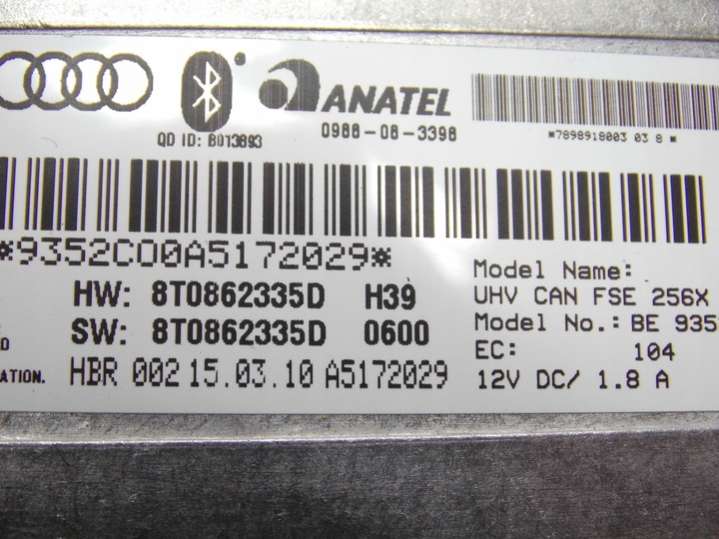 ANATEL
QD ID: B013893
0988-08-3398
*7898918003 03 8 *
*9352CO0A5172029*
HW: 8T0862335D H39
SW: 8T0862335D 0600
ATION. HBR 002 15.03.10 A5172029
Model Name:
UHV CAN FSE 256X
Model No.: BE 935
EC: 104
12V DC/ 1.8 A